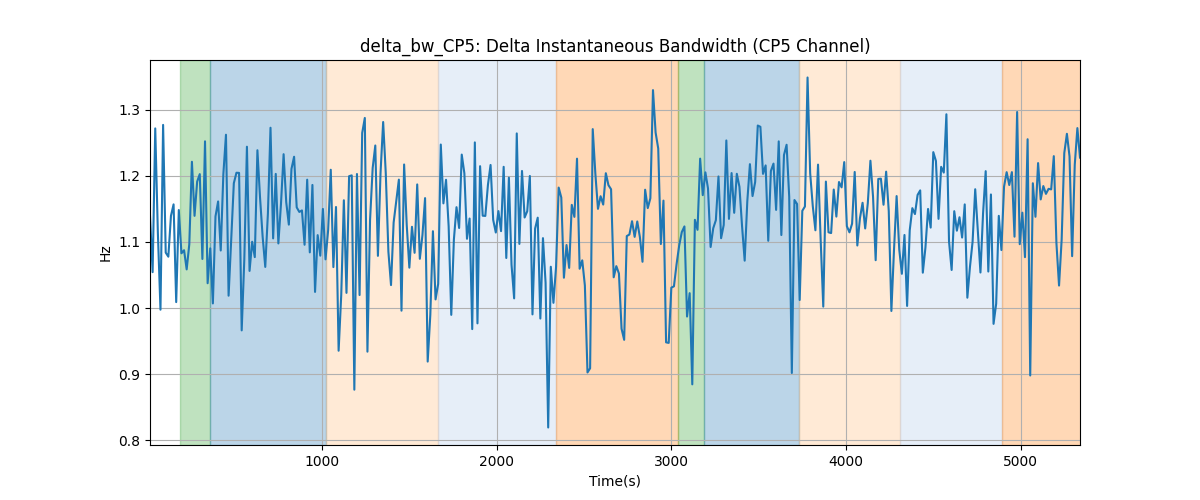 delta_bw_CP5: Delta Instantaneous Bandwidth (CP5 Channel)
1.3
1.2
1.1
1.0
0.9
0.8
Hz
1000 2000 3000 4000 5000
Time(s)